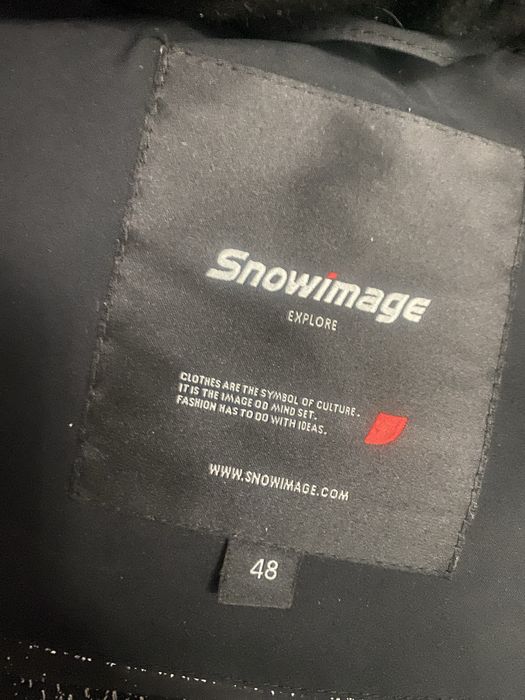 Snowimage
EXPLORE
CLOTHES ARE THE SYMBOL OF CULTURE.
IT IS THE IMAGE OD MIND SET.
FASHION HAS TO DO WITH IDEAS.
WWW.SNOWIMAGE.COM
48